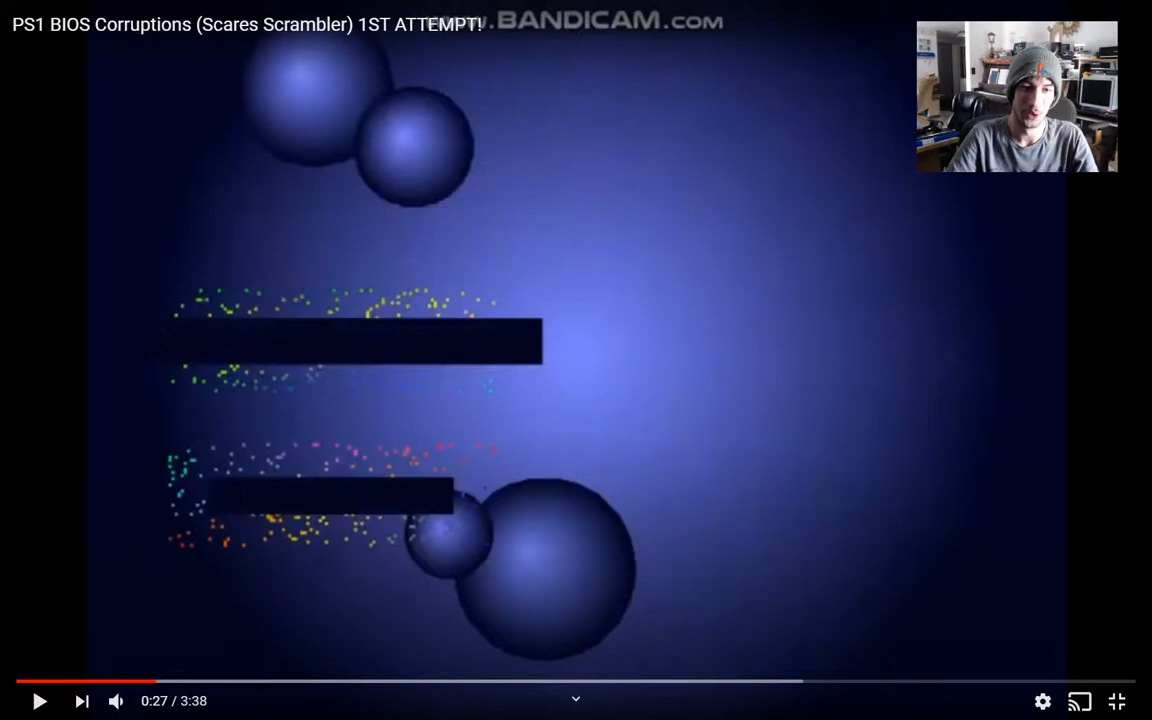 PS1 BIOS Corruptions (Scares Scrambler) 1ST ATTEMPT!
.BANDICAM.com
0:27 / 3:38